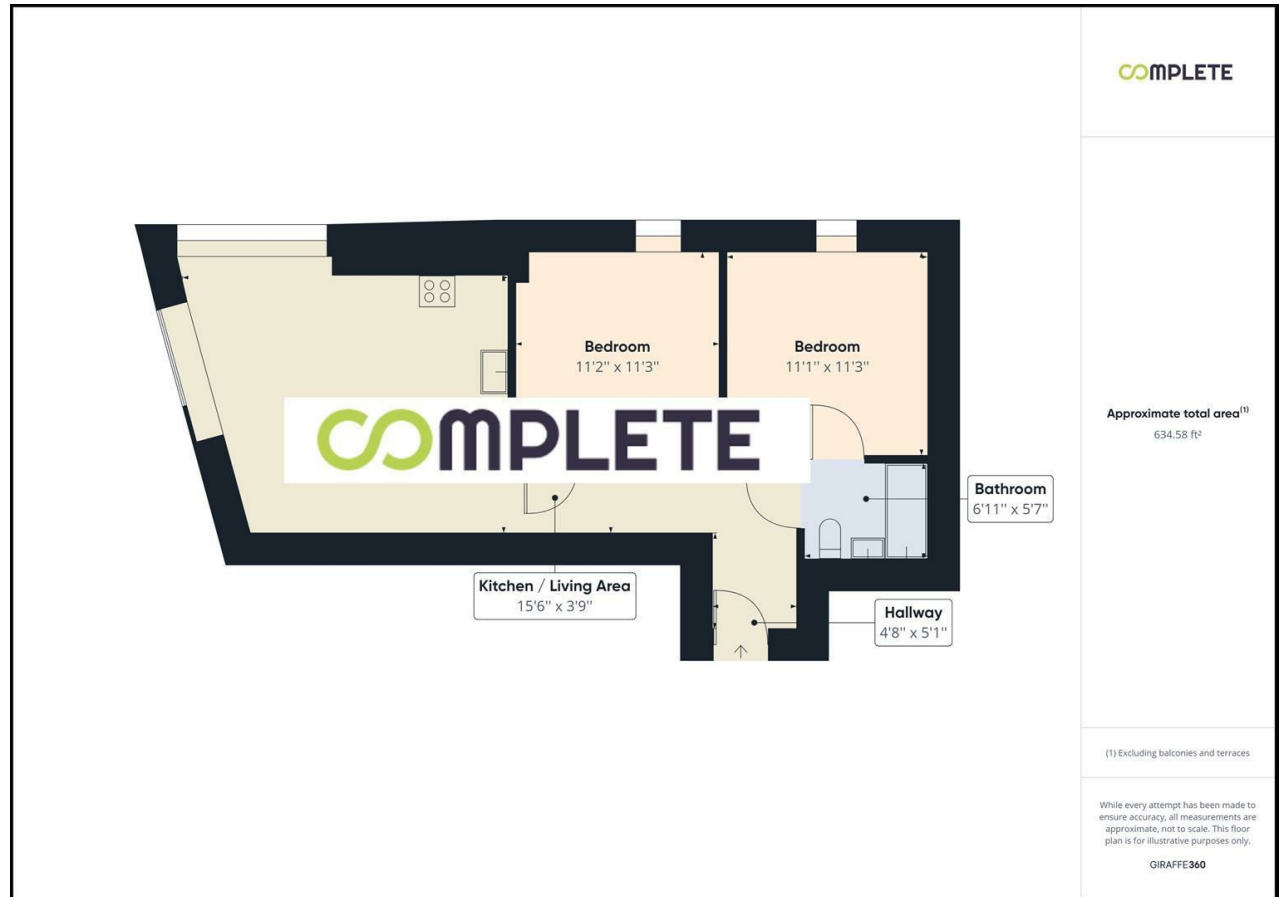 COMPLETE
Bedroom
11'2" x 11'3"
Bedroom
11'1" x 11'3"
COMPLETE
Bathroom
6'11" x 5'7"
Kitchen / Living Area
15'6" x 3'9"
Hallway
4'8" x 5'1"
Approximate total area(1)
634.58 ft²
(1) Excluding balconies and terraces
While every attempt has been made to
ensure accuracy, all measurements are
approximate, not to scale. This floor
plan is for illustrative purposes only.
GIRAFFE360